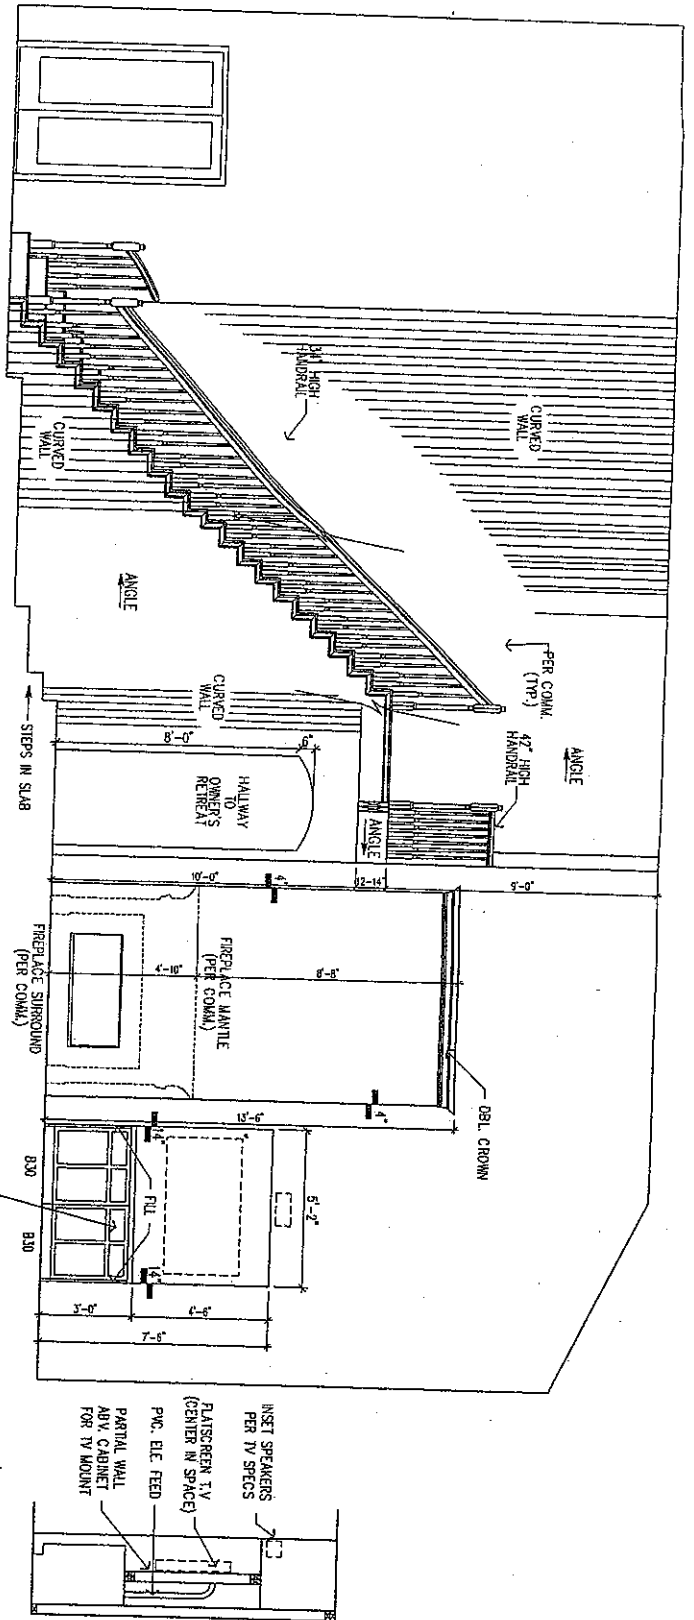 34" HIGH
HANDRAIL
CURVED
WALL
CURVED
WALL
ANGLE
PER COMM.
(TYP.)
STEPS IN SLAB
CURVED
WALL
42" HIGH
HANDRAIL
ANGLE
8'-0"
6"
HALLWAY
TO
OWNER'S
RETREAT
ANGLE
10'-0"
4"
12-14"
9'-0"
FIREPLACE SURROUND
(PER COMM.)
4'-10"
FIREPLACE MANTLE
(PER COMM.)
8'-8"
DBL. CROWN
13'-6"
4"
B30
B30
FILL
4"
4"
5'-2"
3'-0"
4'-6"
7'-6"
INSET SPEAKERS
PER TV SPECS
FLATSCREEN T.V
(CENTER IN SPACE)
PVC. ELE. FEED
PARTIAL WALL
ABV. CABINET
FOR TV MOUNT